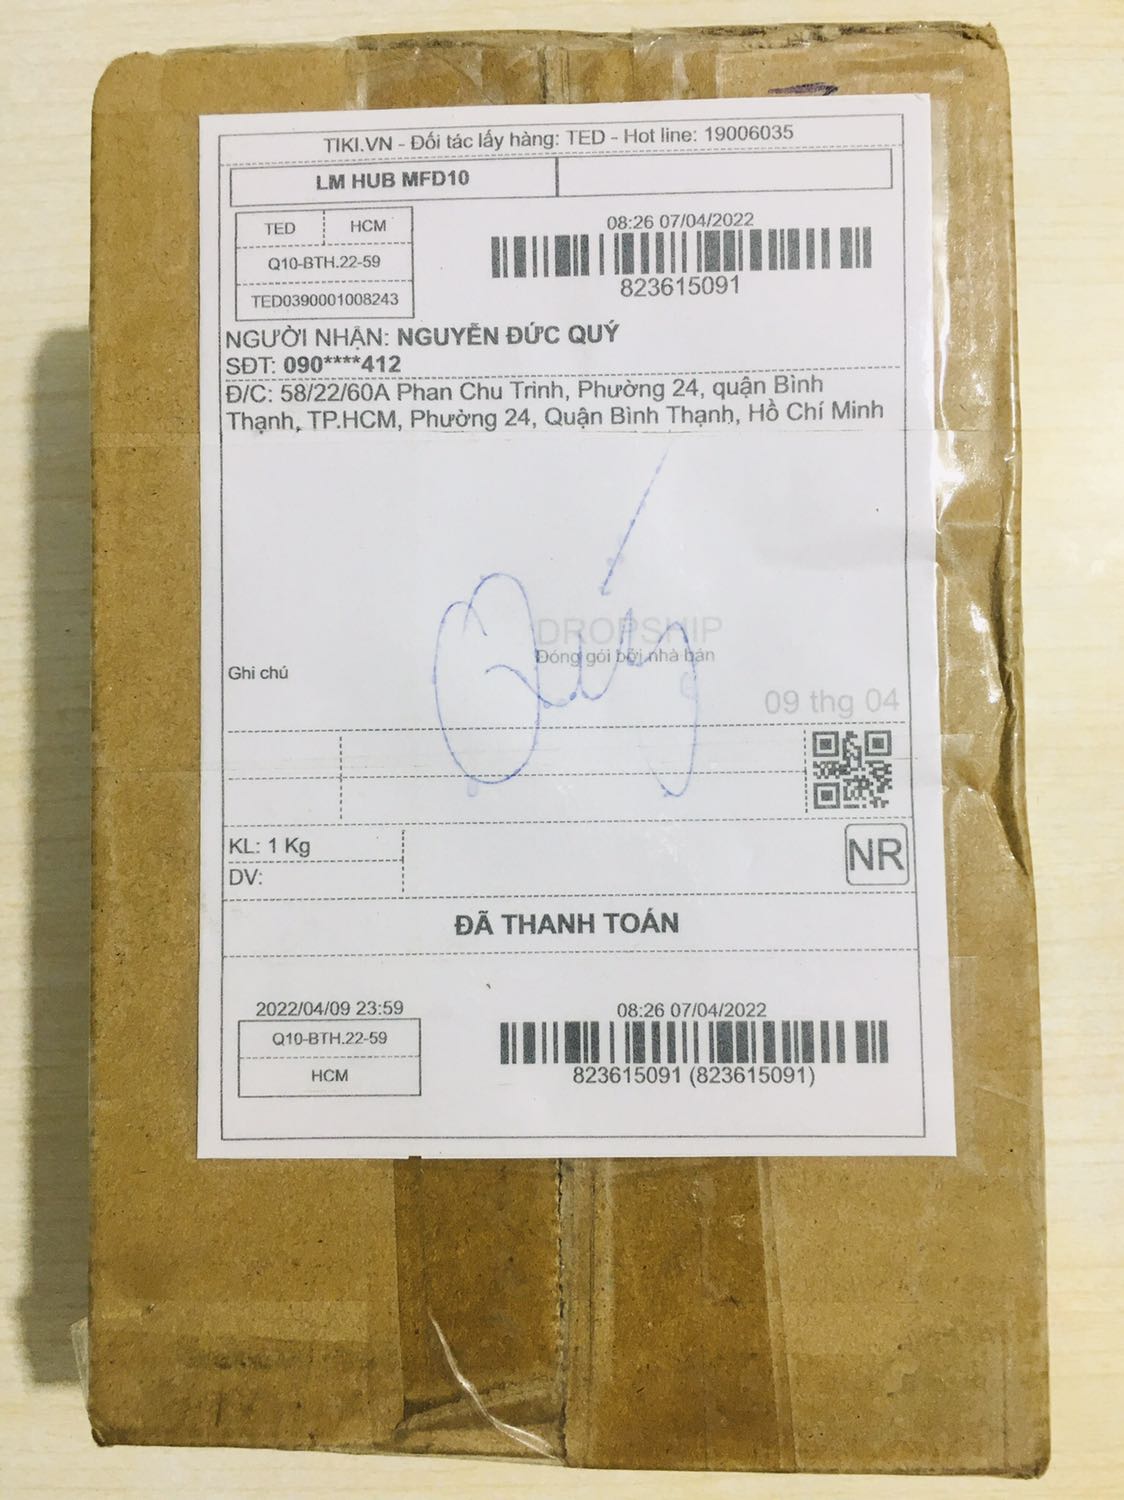 TIKI.VN - Đối tác lấy hàng: TED - Hot line: 19006035
LM HUB MFD10
TED HCM
Q10-BTH.22-59
TED0390001008243
08:26 07/04/2022
823615091
NGƯỜI NHẬN: NGUYỄN ĐỨC QUÝ
SĐT: 090****412
Đ/C: 58/22/60A Phan Chu Trinh, Phường 24, quận Bình
Thạnh, TP.HCM, Phường 24, Quận Bình Thạnh, Hồ Chí Minh
DROPSHIP
Đóng gói bởi nhà bán
Quý
Ghi chú
09 thg 04
KL: 1 Kg
NR
DV:
ĐÃ THANH TOÁN
2022/04/09 23:59
Q10-BTH.22-59
HCM
08:26 07/04/2022
823615091 (823615091)